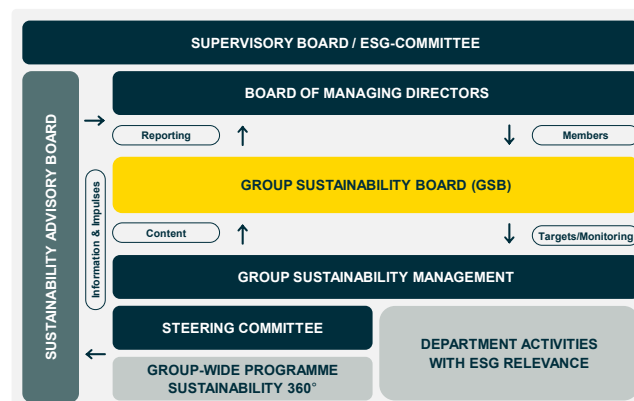 SUPERVISORY BOARD / ESG-COMMITTEE
SUSTAINABILITY ADVISORY BOARD
Information & Impulses
BOARD OF MANAGING DIRECTORS
Reporting
Members
GROUP SUSTAINABILITY BOARD (GSB)
Content
Targets/Monitoring
GROUP SUSTAINABILITY MANAGEMENT
STEERING COMMITTEE
GROUP-WIDE PROGRAMME
SUSTAINABILITY 360°
DEPARTMENT ACTIVITIES
WITH ESG RELEVANCE